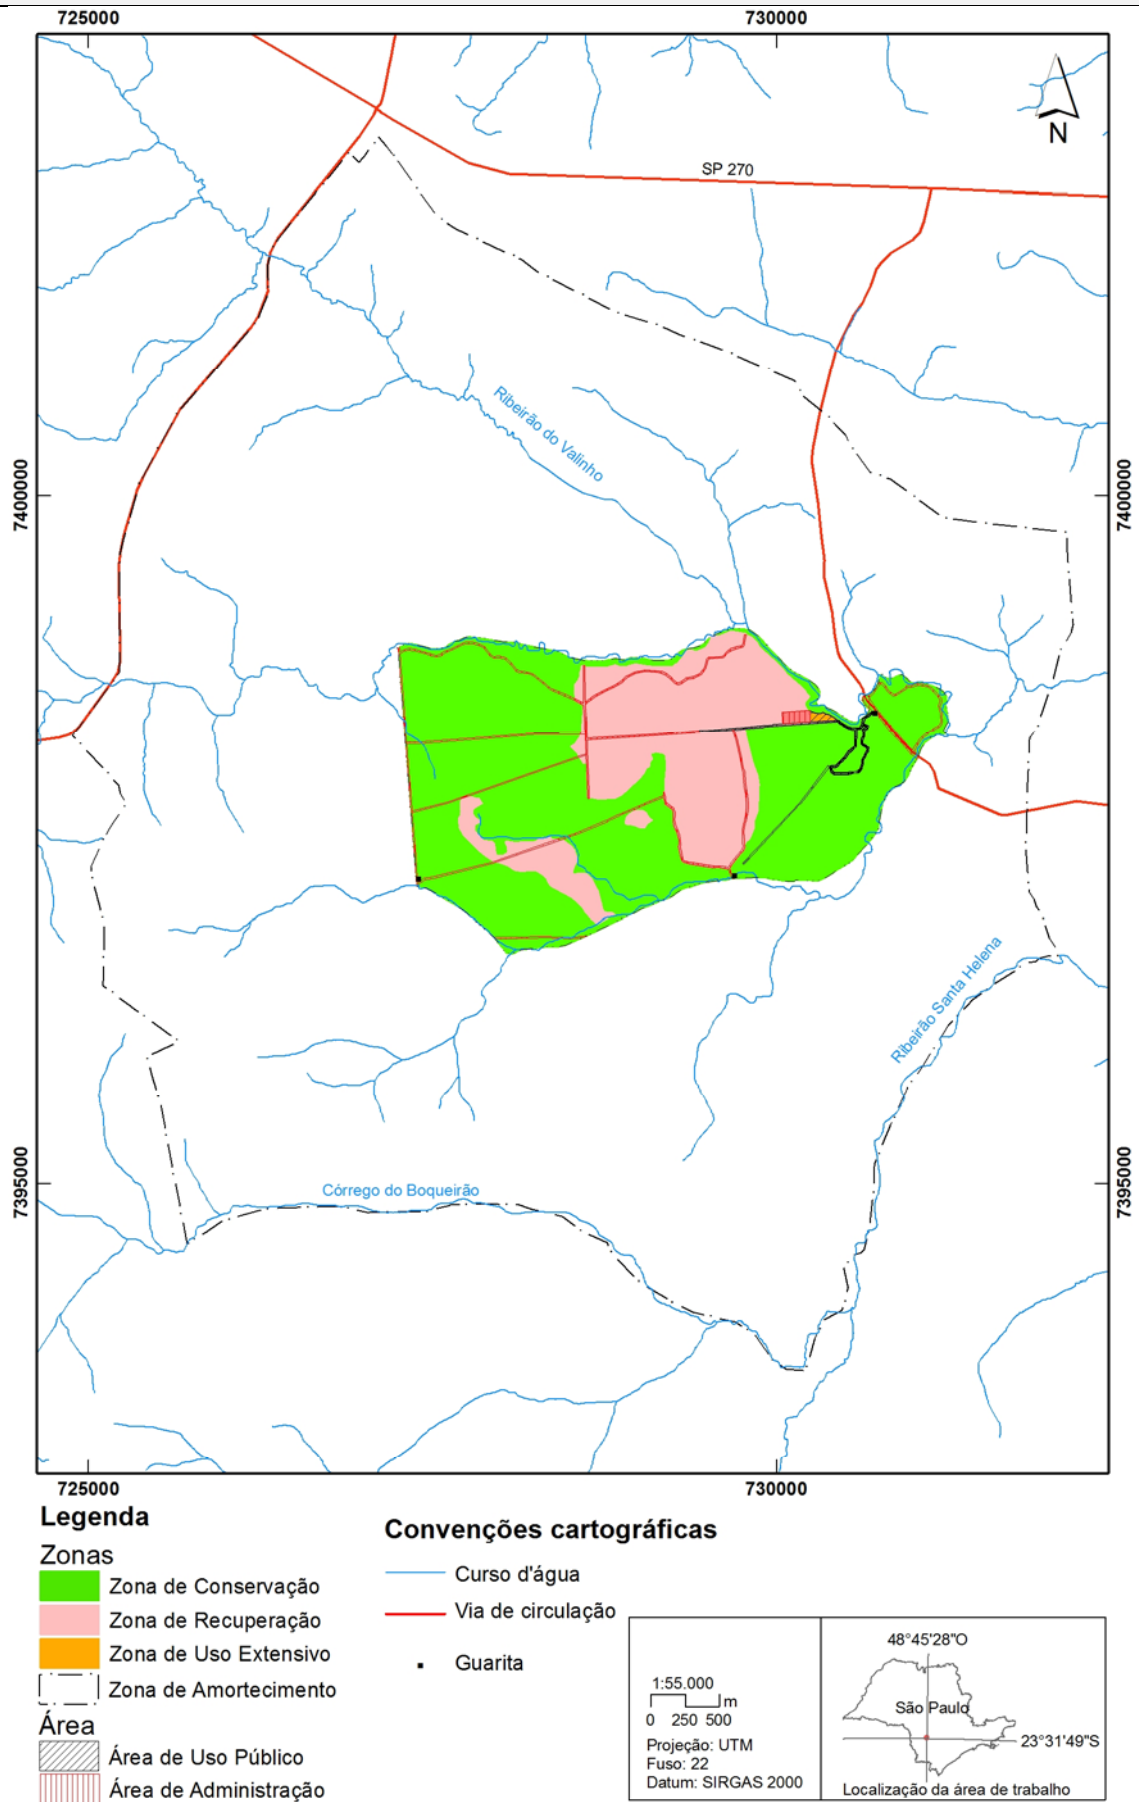 725000
730000
N
SP 270
Ribeirão do Valinho
7400000
7400000
Ribeirão Santa Helena
7395000
7395000
Córrego do Boqueirão
725000
730000
Legenda
Zonas
Zona de Conservação
Zona de Recuperação
Zona de Uso Extensivo
Zona de Amortecimento
Área
Área de Uso Público
Área de Administração
Convenções cartográficas
Curso d'água
Via de circulação
Guarita
1:55.000
m
0 250 500
Projeção: UTM
Fuso: 22
Datum: SIRGAS 2000
48°45'28"O
São Paulo
23°31'49"S
Localização da área de trabalho